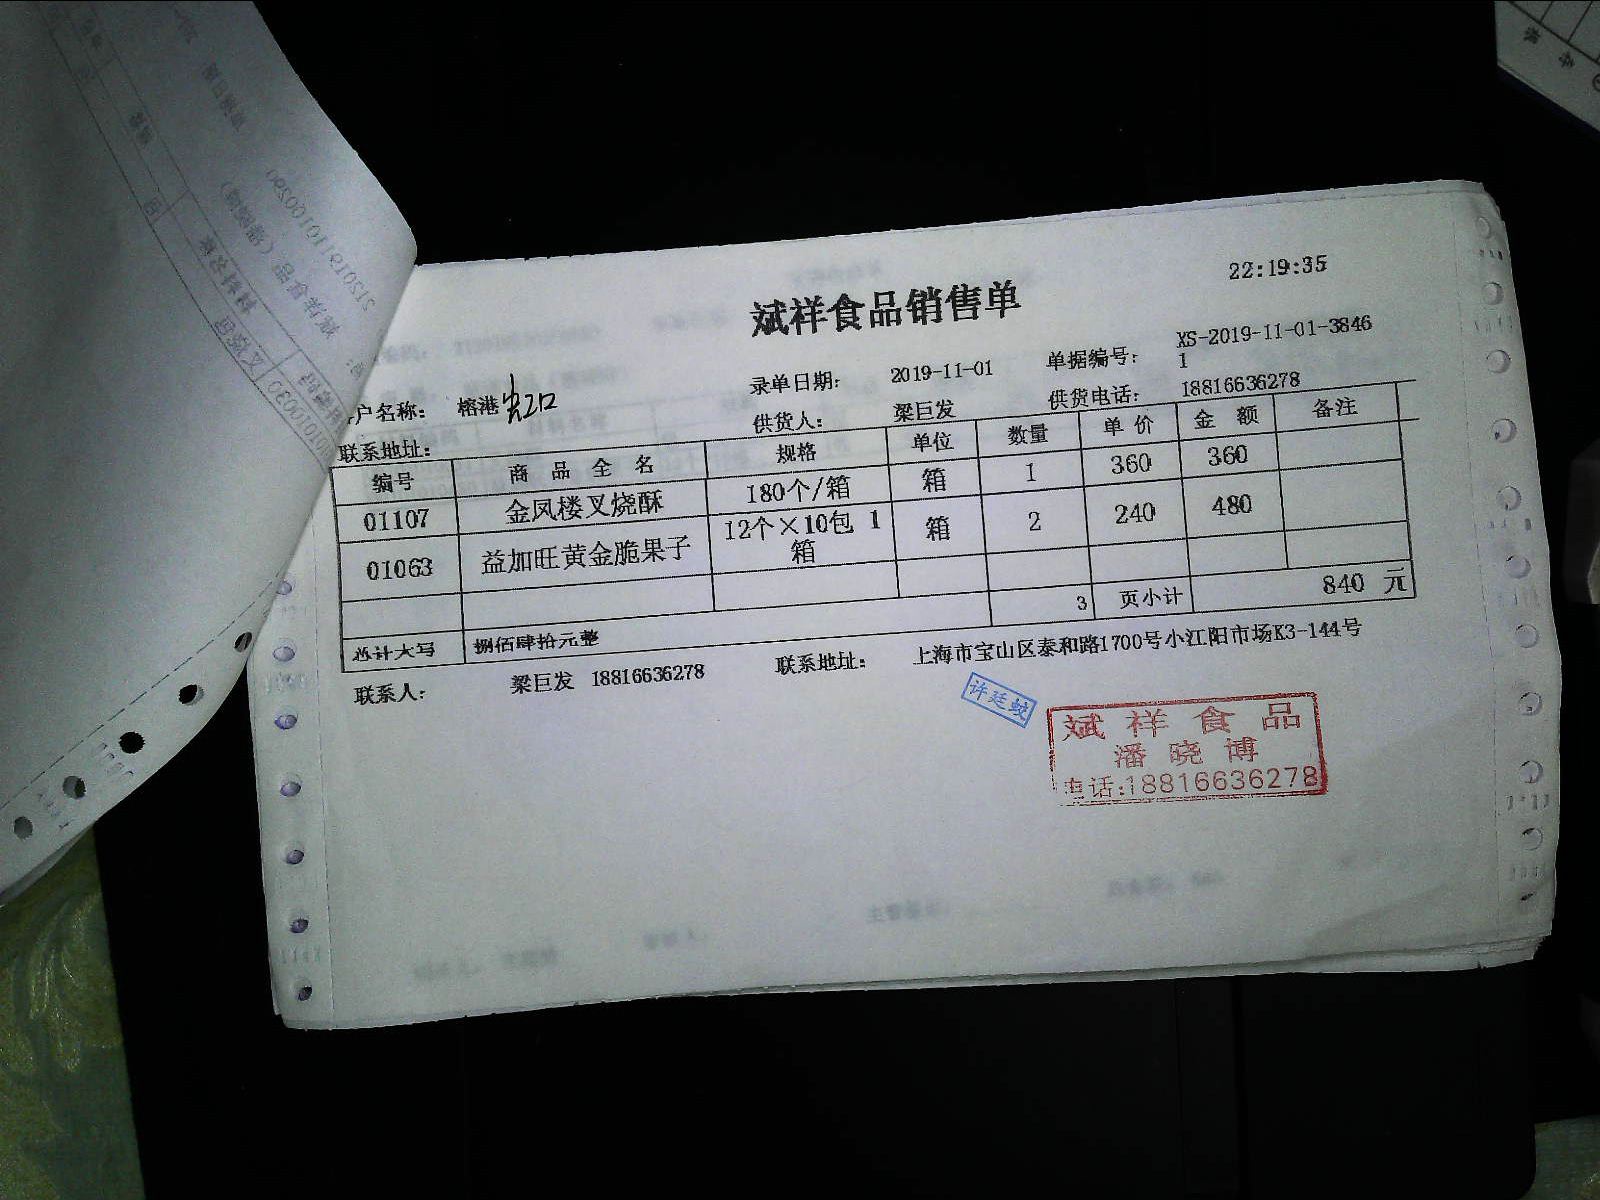 22:19:35
斌祥食品销售单
XS-2019-11-01-3846
录单日期: 2019-11-01 单据编号: 1
户名称: 榕港虹口 供货人: 梁巨发 供货电话: 18816636278
联系地址:
编号 商品全名 规格 单位 数量 单价 金额 备注
01107 金凤楼叉烧酥 180个/箱 箱 1 360 360
01063 益加旺黄金脆果子 12个×10包 1箱 箱 2 240 480
3 页小计 840 元
总计大写 捌佰肆拾元整
联系人: 梁巨发 18816636278 联系地址: 上海市宝山区泰和路1700号小江阳市场K3-144号
许廷蛟
斌祥食品
潘晓博
电话:18816636278